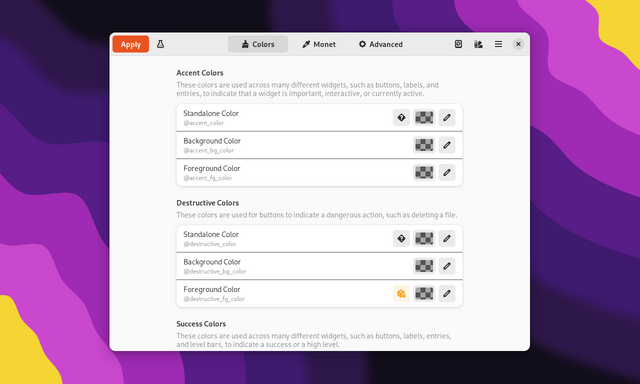 Apply
Colors
Monet
Advanced
Accent Colors
These colors are used across many different widgets, such as buttons, labels, and
entries, to indicate that a widget is important, interactive, or currently active.
Standalone Color
@accent_color
Background Color
@accent_bg_color
Foreground Color
@accent_fg_color
Destructive Colors
These colors are used for buttons to indicate a dangerous action, such as deleting a file.
Standalone Color
@destructive_color
Background Color
@destructive_bg_color
Foreground Color
@destructive_fg_color
Success Colors
These colors are used across many different widgets, such as buttons, labels, entries,
and level bars, to indicate a success or a high level.